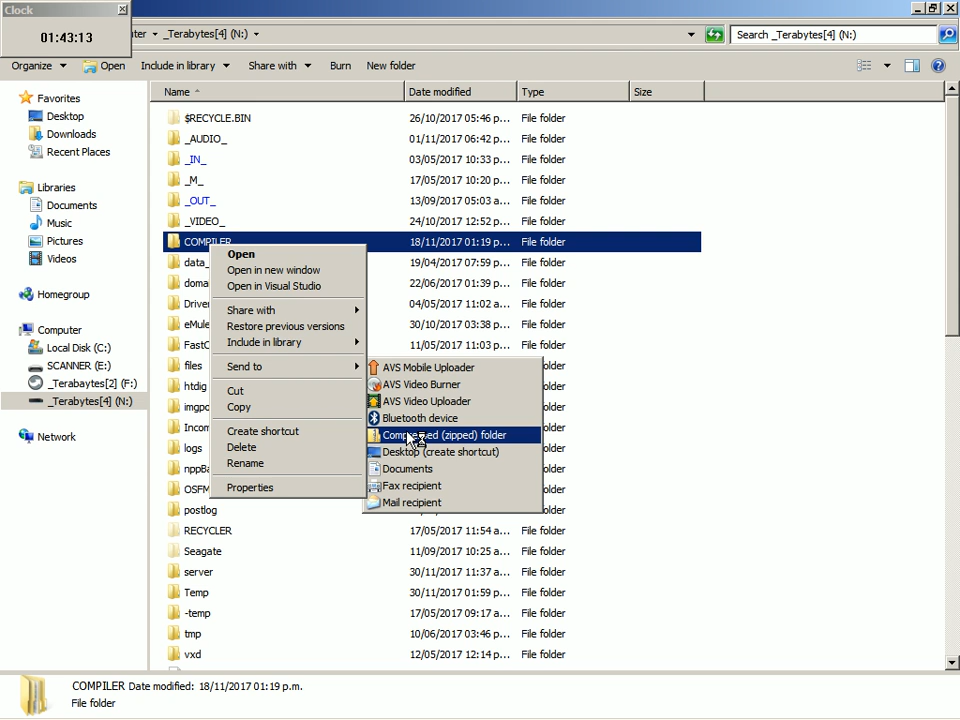 Clock
01:43:13
ter
_Terabytes[4] (N:)
Search _Terabytes[4] (N:)
Organize
Open
Include in library
Share with
Burn
New folder
Name
Date modified
Type
Size
Favorites
Desktop
Downloads
Recent Places
Libraries
Documents
Music
Pictures
Videos
Homegroup
Computer
Local Disk (C:)
SCANNER (E:)
_Terabaytes[2] (F:)
_Terabytes[4] (N:)
Network
$RECYCLE.BIN 26/10/2017 05:46 p... File folder
_AUDIO_ 01/11/2017 06:42 p... File folder
_IN_ 03/05/2017 10:33 p... File folder
_M_ 17/05/2017 10:20 p... File folder
_OUT_ 13/09/2017 05:03 a... File folder
_VIDEO_ 24/10/2017 12:52 p... File folder
COMPILER 18/11/2017 01:19 p... File folder
data_ 19/04/2017 07:59 p... File folder
doma 22/06/2017 01:39 p... File folder
Driver 04/05/2017 11:02 a... File folder
eMule 30/10/2017 03:38 p... File folder
FastC 11/05/2017 11:03 p... File folder
files
htdig
imgpo
Incom
logs
nppBa
OSFM
postlog
RECYCLER 17/05/2017 11:54 a... File folder
Seagate 11/09/2017 10:25 a... File folder
server 30/11/2017 11:37 a... File folder
Temp 30/11/2017 01:59 p... File folder
-temp 17/05/2017 09:17 a... File folder
tmp 10/06/2017 03:46 p... File folder
vxd 12/05/2017 12:14 p... File folder
Open
Open in new window
Open in Visual Studio
Share with
Restore previous versions
Include in library
Send to
Cut
Copy
Create shortcut
Delete
Rename
Properties
AVS Mobile Uploader
AVS Video Burner
AVS Video Uploader
Bluetooth device
Compressed (zipped) folder
Desktop (create shortcut)
Documents
Fax recipient
Mail recipient
COMPILER Date modified: 18/11/2017 01:19 p.m.
File folder